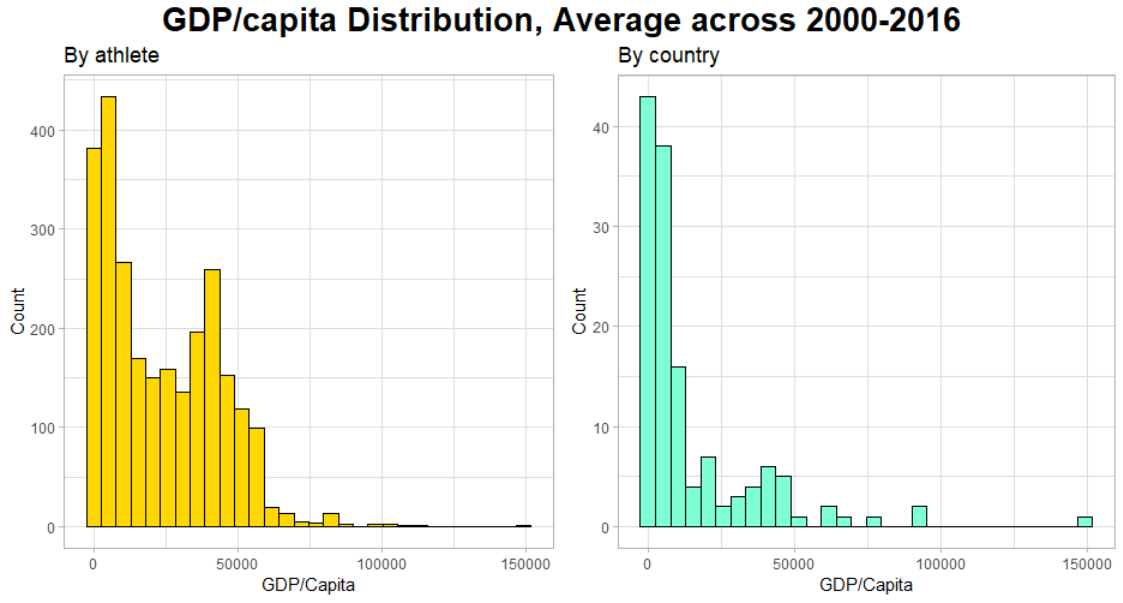 GDP/capita Distribution, Average across 2000-2016
By athlete
Count
400
300
200
100
0
0 50000 100000 150000
GDP/Capita
By country
Count
40
30
20
10
0
0 50000 100000 150000
GDP/Capita